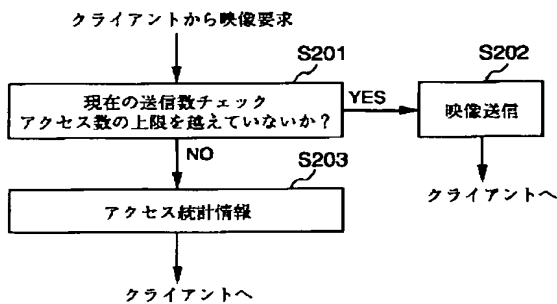 クライアントから映像要求
S201
現在の送信数チェック
アクセス数の上限を越えていないか？
YES
S202
映像送信
クライアントへ
NO
S203
アクセス統計情報
クライアントへ